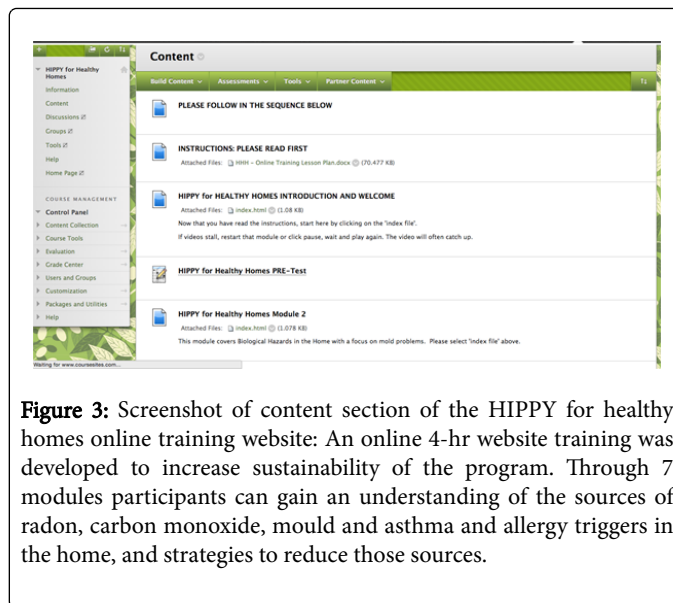 Content
HIPPY for Healthy
Homes
Information
Content
Discussions
Groups
Tools
Help
Home Page
COURSE MANAGEMENT
Control Panel
Content Collection
Course Tools
Evaluation
Grade Center
Users and Groups
Customization
Packages and Utilities
Help
Waiting for www.coursesites.com...
Build Content
Assessments
Tools
Partner Content
PLEASE FOLLOW IN THE SEQUENCE BELOW
INSTRUCTIONS: PLEASE READ FIRST
Attached Files: HHH - Online Training Lesson Plan.docx (70.477 KB)
HIPPY for HEALTHY HOMES INTRODUCTION AND WELCOME
Attached Files: index.html (1.08 KB)
Now that you have read the instructions, start here by clicking on the 'index file'.
If videos stall, restart that module or click pause, wait and play again. The video will often catch up.
HIPPY for Healthy Homes PRE-Test
HIPPY for Healthy Homes Module 2
Attached Files: index.html (1.078 KB)
This module covers Biological Hazards in the Home with a focus on mold problems. Please select 'index file' above.
Figure 3: Screenshot of content section of the HIPPY for healthy
homes online training website: An online 4-hr website training was
developed to increase sustainability of the program. Through 7
modules participants can gain an understanding of the sources of
radon, carbon monoxide, mould and asthma and allergy triggers in
the home, and strategies to reduce those sources.